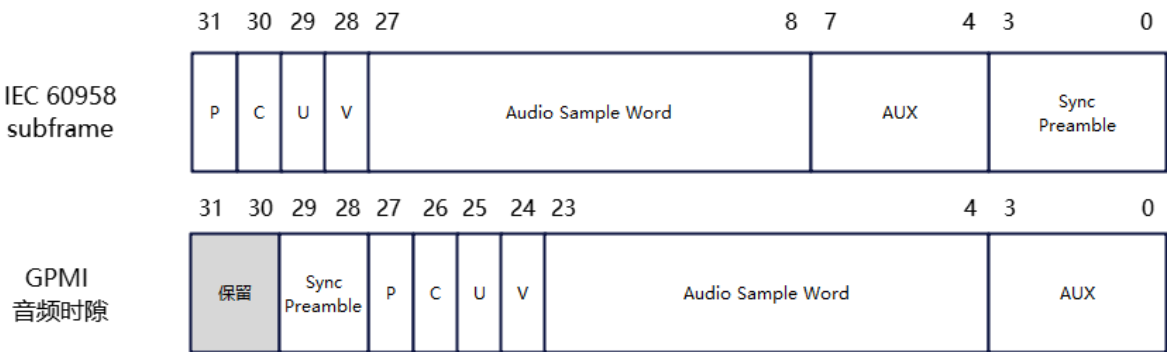 31 30 29 28 27 8 7 4 3 0
IEC 60958
subframe
P C U V Audio Sample Word AUX Sync
Preamble
31 30 29 28 27 26 25 24 23 4 3 0
GPMI
音频时隙
保留 Sync
Preamble P C U V Audio Sample Word AUX